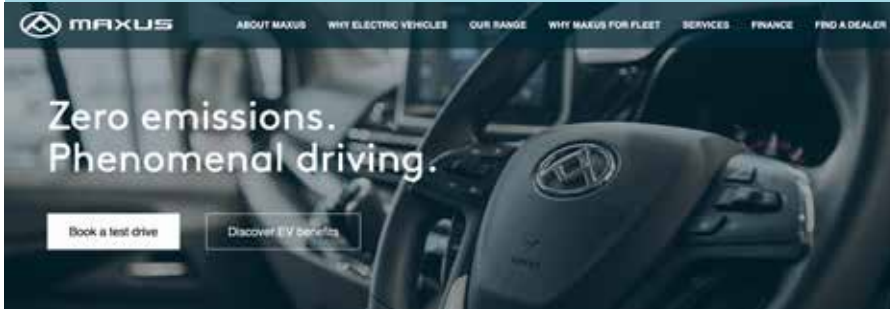 MAXUS
ABOUT MAXUS WHY ELECTRIC VEHICLES OUR RANGE WHY MAXUS FOR FLEET SERVICES FINANCE FIND A DEALER
Zero emissions.
Phenomenal driving.
Book a test drive Discover EV benefits